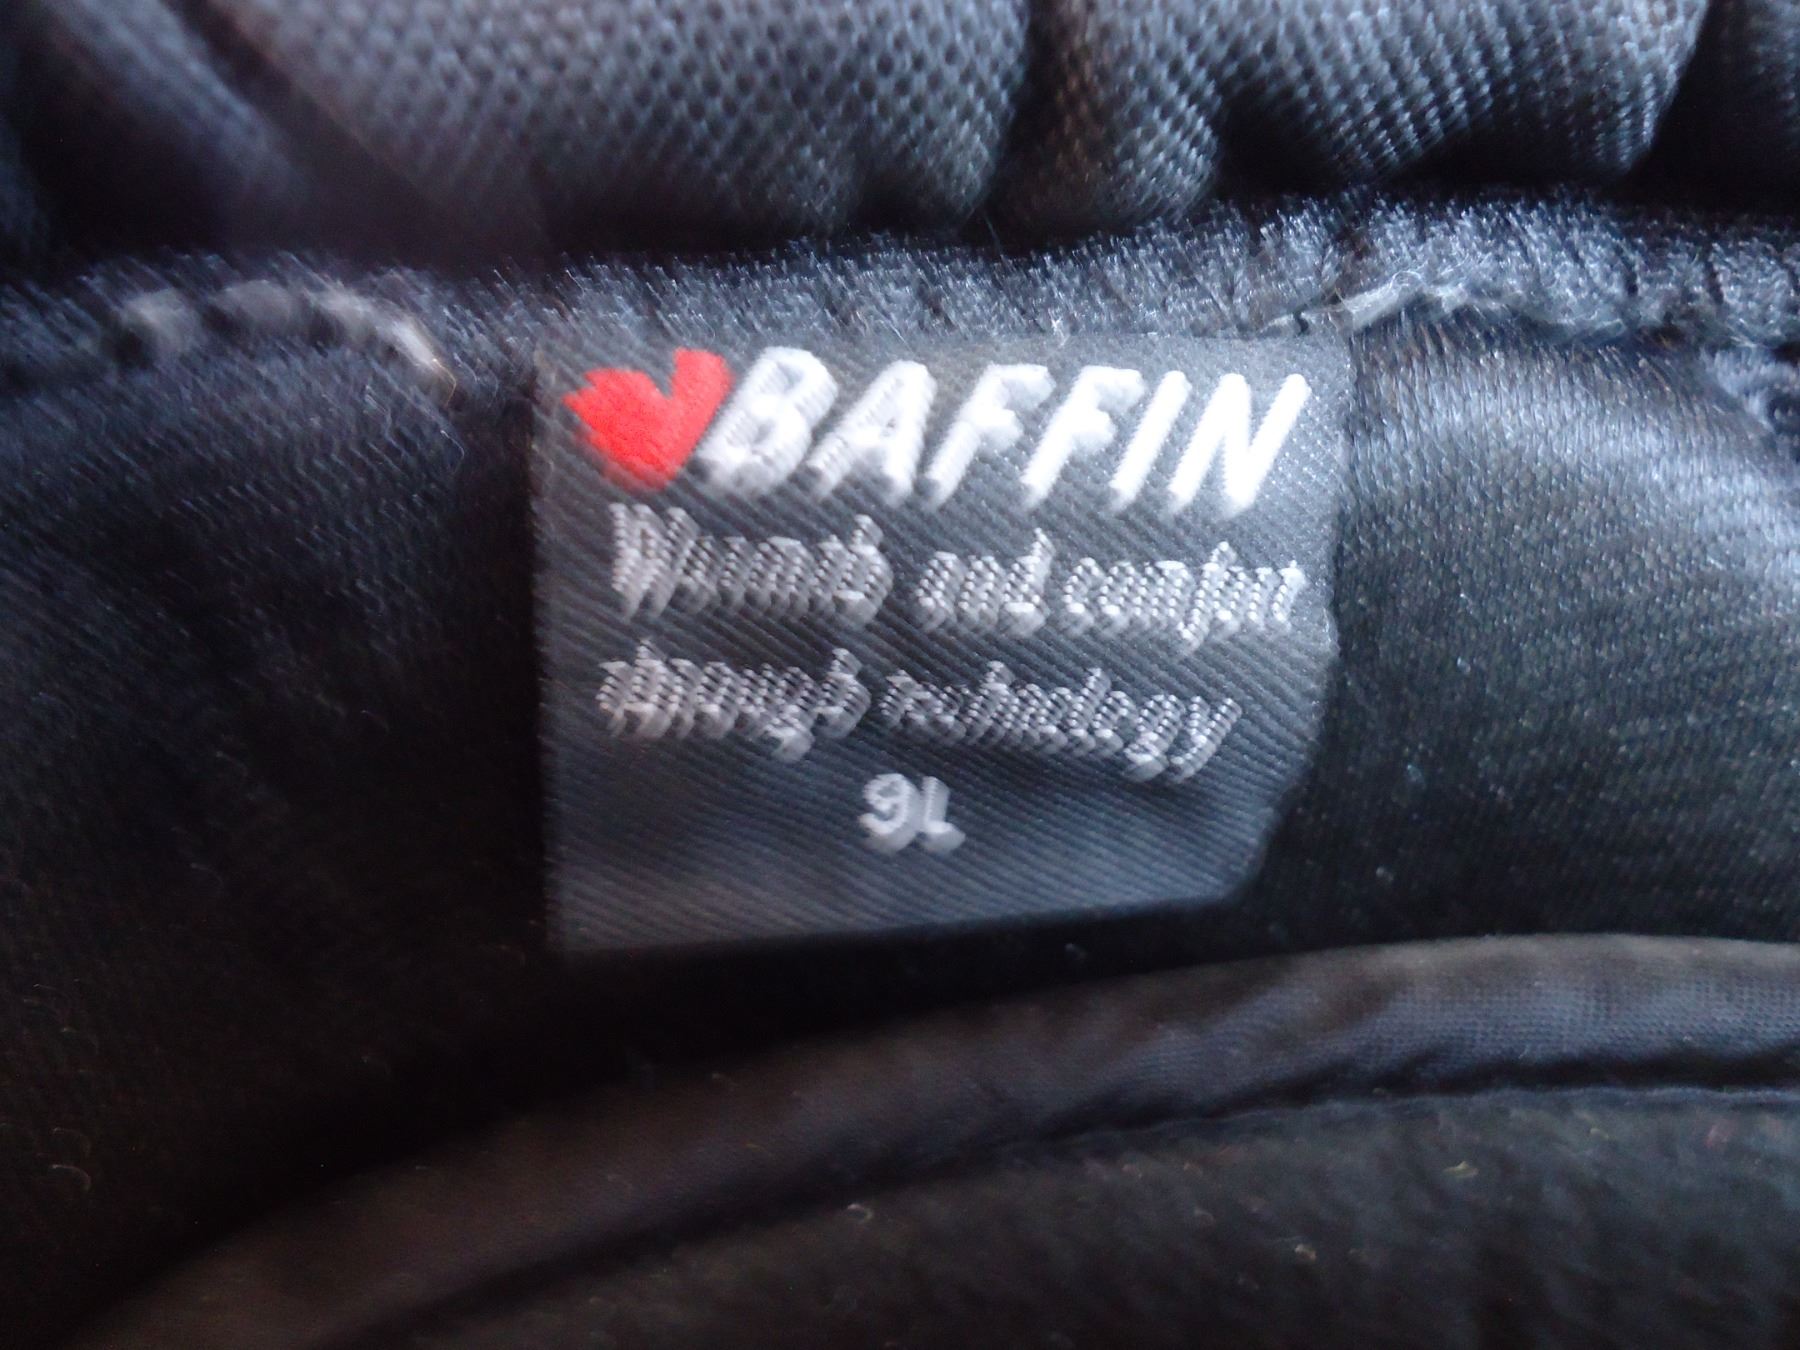 BAFFIN
Warmth and comfort
through technology
9L